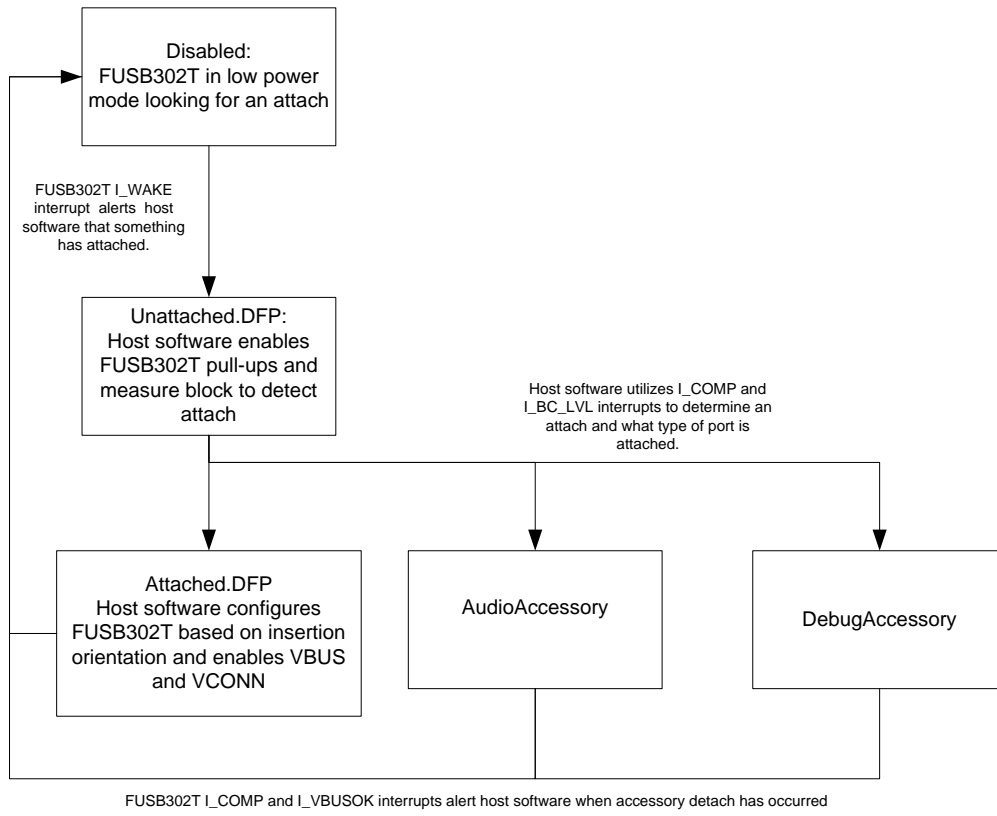 Disabled:
FUSB302T in low power
mode looking for an attach
FUSB302T I_WAKE
interrupt alerts host
software that something
has attached.
Unattached.DFP:
Host software enables
FUSB302T pull-ups and
measure block to detect
attach
Host software utilizes I_COMP and
I_BC_LVL interrupts to determine an
attach and what type of port is
attached.
Attached.DFP
Host software configures
FUSB302T based on insertion
orientation and enables VBUS
and VCONN
AudioAccessory
DebugAccessory
FUSB302T I_COMP and I_VBUSOK interrupts alert host software when accessory detach has occurred